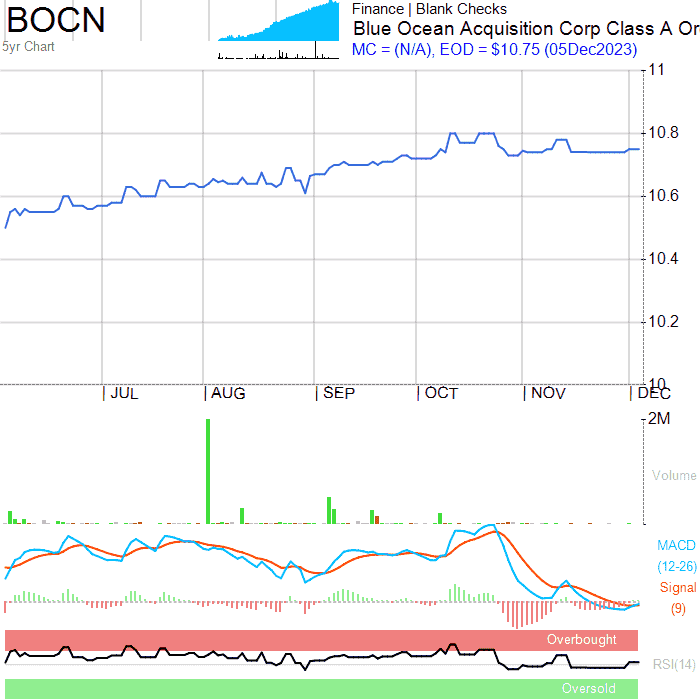 BOCN
5yr Chart
Finance | Blank Checks
Blue Ocean Acquisition Corp Class A Or
MC = (N/A), EOD = $10.75 (05Dec2023)
11
10.8
10.6
10.4
10.2
10
| JUL | AUG | SEP | OCT | NOV | DEC
2M
Volume
MACD
(12-26)
Signal
(9)
Overbought
RSI(14)
Oversold